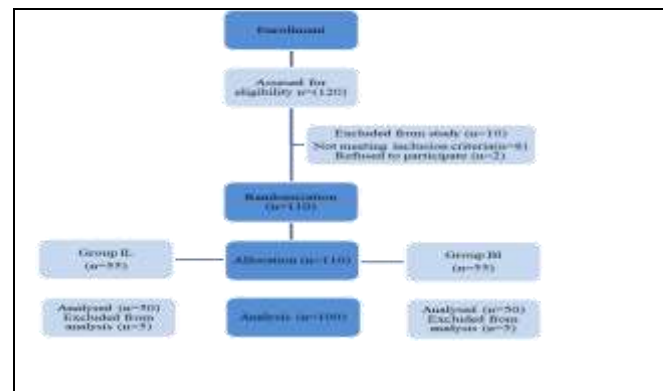 Enrollment
Assessed for
eligibility n=(120)
Excluded from study (n=10)
Not meeting inclusion criteria(n=8)
Refused to participate (n=2)
Randomization
(n=110)
Group IL
(n=55)
Allocation (n=110)
Group
(n=55)
Analysed (n=50)
Excluded from
analysis (n=5)
Analysis (n=100)
Analysed (n=50)
Excluded from
analysis (n=5)